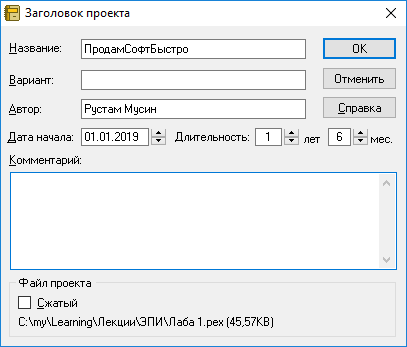 Заголовок проекта
Название: ПродамСофтБыстро OK
Вариант: Отменить
Автор: Рустам Мусин Справка
Дата начала: 01.01.2019 Длительность: 1 лет 6 мес.
Комментарий:
Файл проекта
Сжатый
C:\my\Learning\Лекции\ЭПИ\Лаба 1.pex (45,57KB)